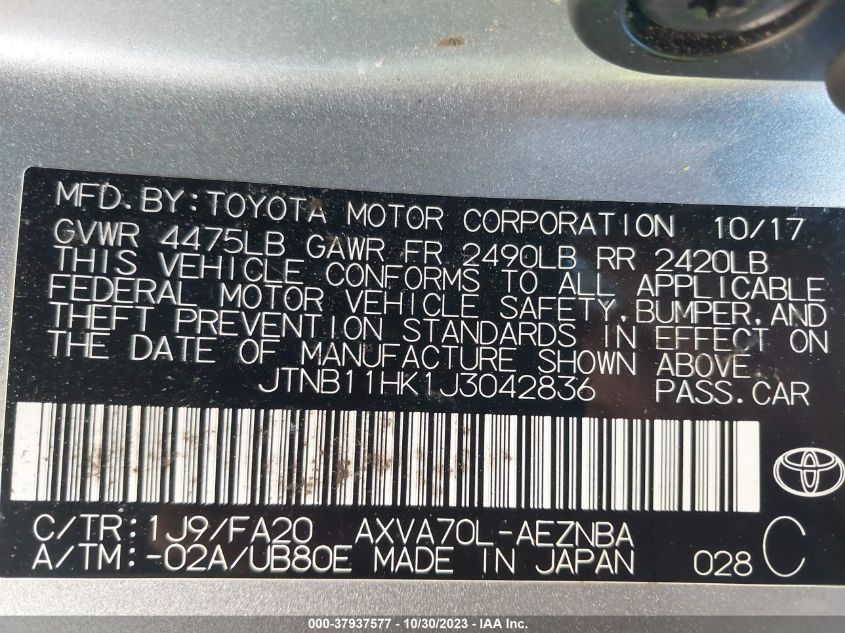 MFD.BY:TOYOTA MOTOR CORPORATION 10/17
GVWR 4475LB GAWR FR 2490LB RR 2420LB
THIS VEHICLE CONFORMS TO ALL APPLICABLE
FEDERAL MOTOR VEHICLE SAFETY,BUMPER,AND
THEFT PREVENTION STANDARDS IN EFFECT ON
THE DATE OF MANUFACTURE SHOWN ABOVE.
JTNB11HK1J3042836 PASS.CAR
C/TR:1J9/FA20 AXVA70L-AEZNBA
A/TM:-02A/UB80E MADE IN JAPAN 028 C
000-37937577 - 10/30/2023 - IAA Inc.